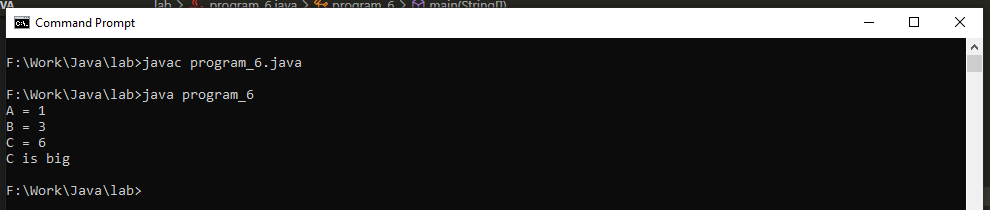 VA lab > program_6.java > program_6 > main(String[])
Command Prompt
F:\Work\Java\lab>javac program_6.java
F:\Work\Java\lab>java program_6
A = 1
B = 3
C = 6
C is big
F:\Work\Java\lab>